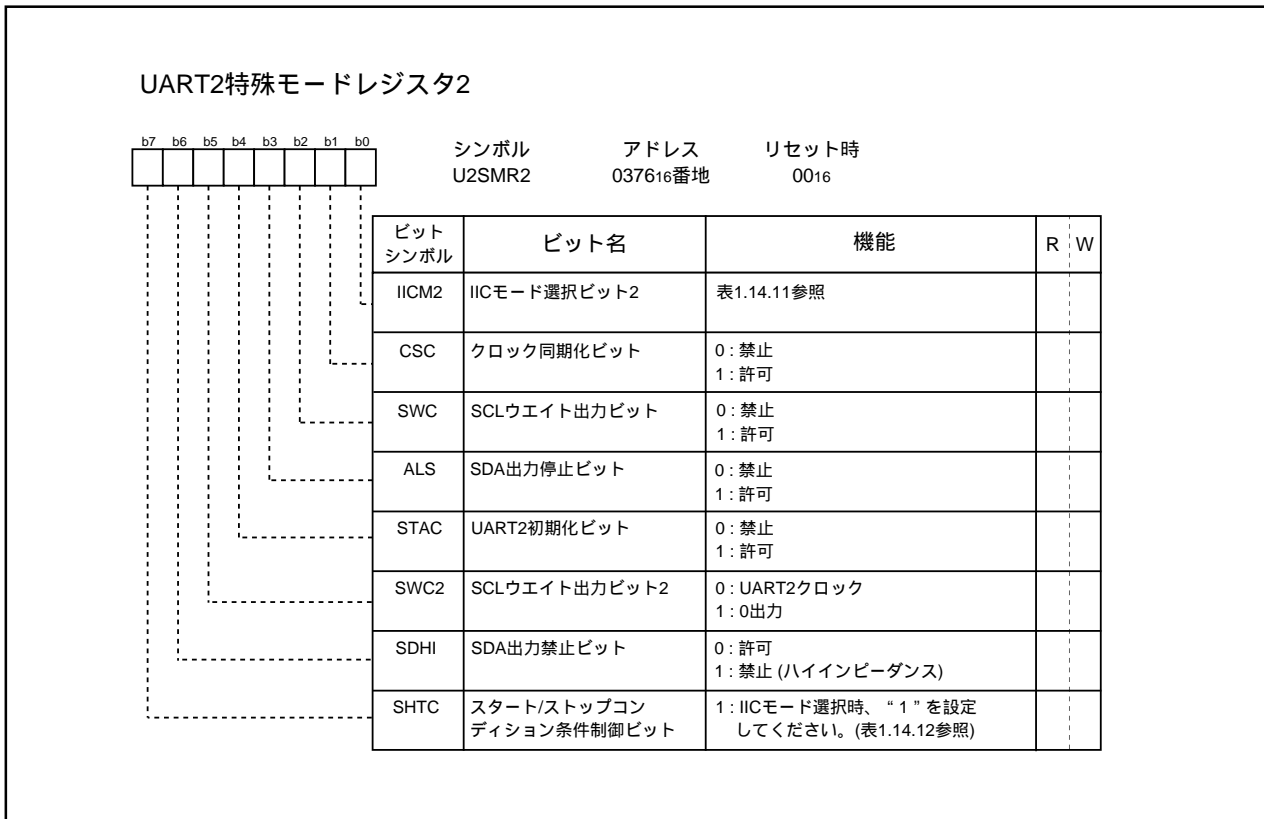 UART2特殊モードレジスタ2
b7 b6 b5 b4 b3 b2 b1 b0
シンボル アドレス リセット時
U2SMR2 037616番地 0016
ビット
シンボル
ビット名 機能 R W
IICM2 IICモード選択ビット2 表1.14.11参照
CSC クロック同期化ビット 0 : 禁止
1 : 許可
SWC SCLウエイト出力ビット 0 : 禁止
1 : 許可
ALS SDA出力停止ビット 0 : 禁止
1 : 許可
STAC UART2初期化ビット 0 : 禁止
1 : 許可
SWC2 SCLウエイト出力ビット2 0 : UART2クロック
1 : 0出力
SDHI SDA出力禁止ビット 0 : 許可
1 : 禁止 (ハイインピーダンス)
SHTC スタート/ストップコン 1 : IICモード選択時、 “ 1 ” を設定
ディション条件制御ビット してください。(表1.14.12参照)